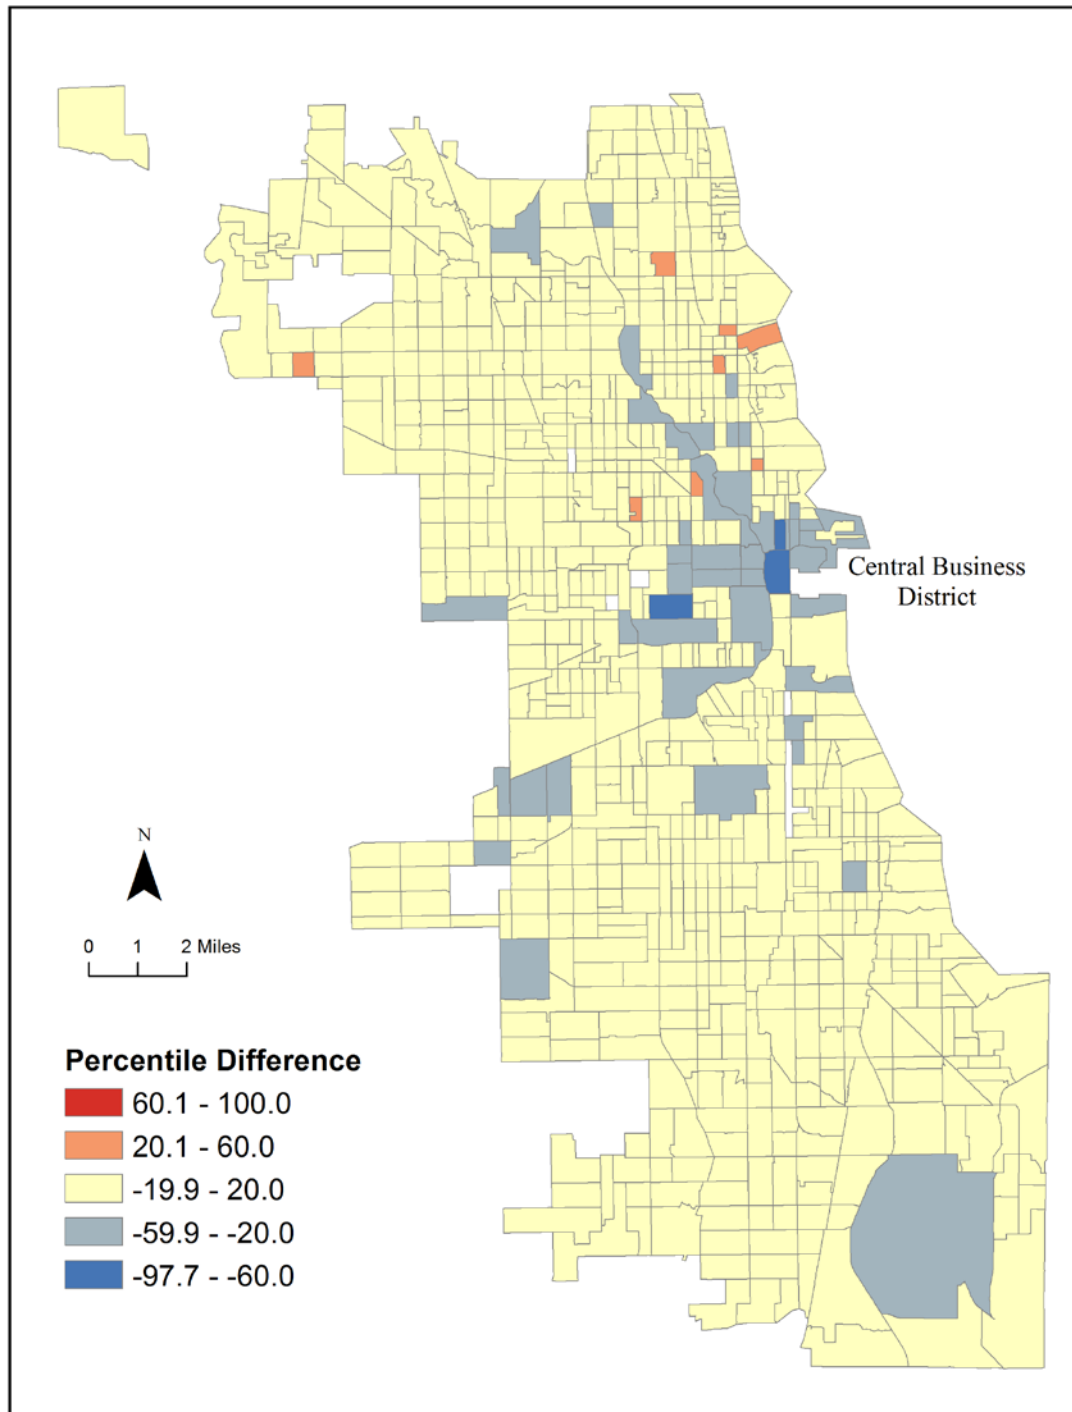 Central Business
District
N
0 1 2 Miles
Percentile Difference
60.1 - 100.0
20.1 - 60.0
-19.9 - 20.0
-59.9 - -20.0
-97.7 - -60.0